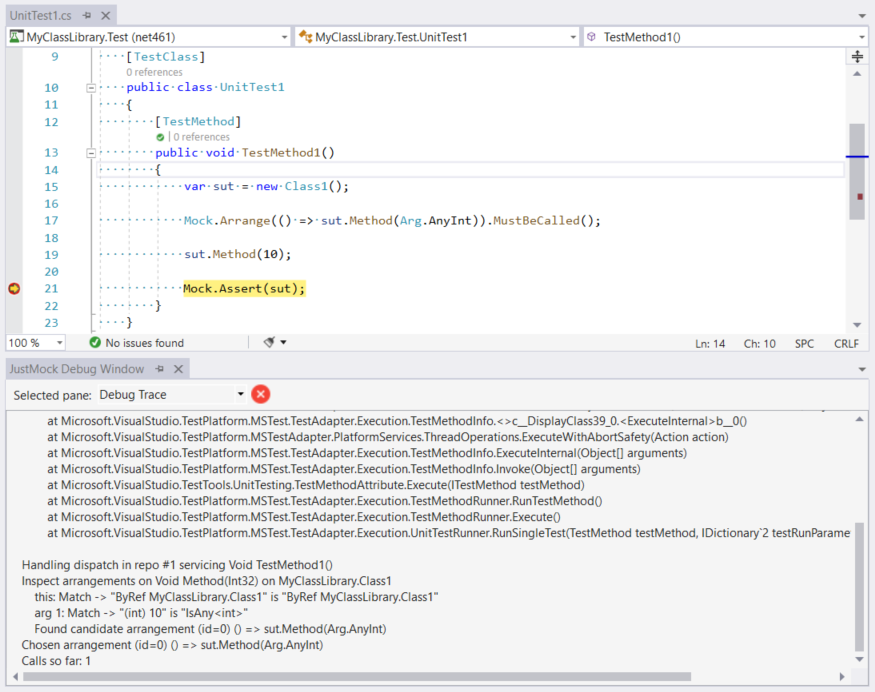 UnitTest1.cs
MyClassLibrary.Test (net461) MyClassLibrary.Test.UnitTest1 TestMethod1()
9 [TestClass]
0 references
10 public class UnitTest1
11 {
12 [TestMethod]
| 0 references
13 public void TestMethod1()
14 {
15 var sut = new Class1();
16
17 Mock.Arrange(() => sut.Method(Arg.AnyInt)).MustBeCalled();
18
19 sut.Method(10);
20
21 Mock.Assert(sut);
22 }
23 }
100 % No issues found Ln: 14 Ch: 10 SPC CRLF
JustMock Debug Window
Selected pane: Debug Trace
at Microsoft.VisualStudio.TestPlatform.MSTest.TestAdapter.Execution.TestMethodInfo.<>c__DisplayClass39_0.<ExecuteInternal>b__0()
at Microsoft.VisualStudio.TestPlatform.MSTestAdapter.PlatformServices.ThreadOperations.ExecuteWithAbortSafety(Action action)
at Microsoft.VisualStudio.TestPlatform.MSTest.TestAdapter.Execution.TestMethodInfo.ExecuteInternal(Object[] arguments)
at Microsoft.VisualStudio.TestPlatform.MSTest.TestAdapter.Execution.TestMethodInfo.Invoke(Object[] arguments)
at Microsoft.VisualStudio.TestTools.UnitTesting.TestMethodAttribute.Execute(ITestMethod testMethod)
at Microsoft.VisualStudio.TestPlatform.MSTest.TestAdapter.Execution.TestMethodRunner.RunTestMethod()
at Microsoft.VisualStudio.TestPlatform.MSTest.TestAdapter.Execution.TestMethodRunner.Execute()
at Microsoft.VisualStudio.TestPlatform.MSTest.TestAdapter.Execution.UnitTestRunner.RunSingleTest(TestMethod testMethod, IDictionary`2 testRunParame
Handling dispatch in repo #1 servicing Void TestMethod1()
Inspect arrangements on Void Method(Int32) on MyClassLibrary.Class1
this: Match -> "ByRef MyClassLibrary.Class1" is "ByRef MyClassLibrary.Class1"
arg 1: Match -> "(int) 10" is "IsAny<int>"
Found candidate arrangement (id=0) () => sut.Method(Arg.AnyInt)
Chosen arrangement (id=0) () => sut.Method(Arg.AnyInt)
Calls so far: 1